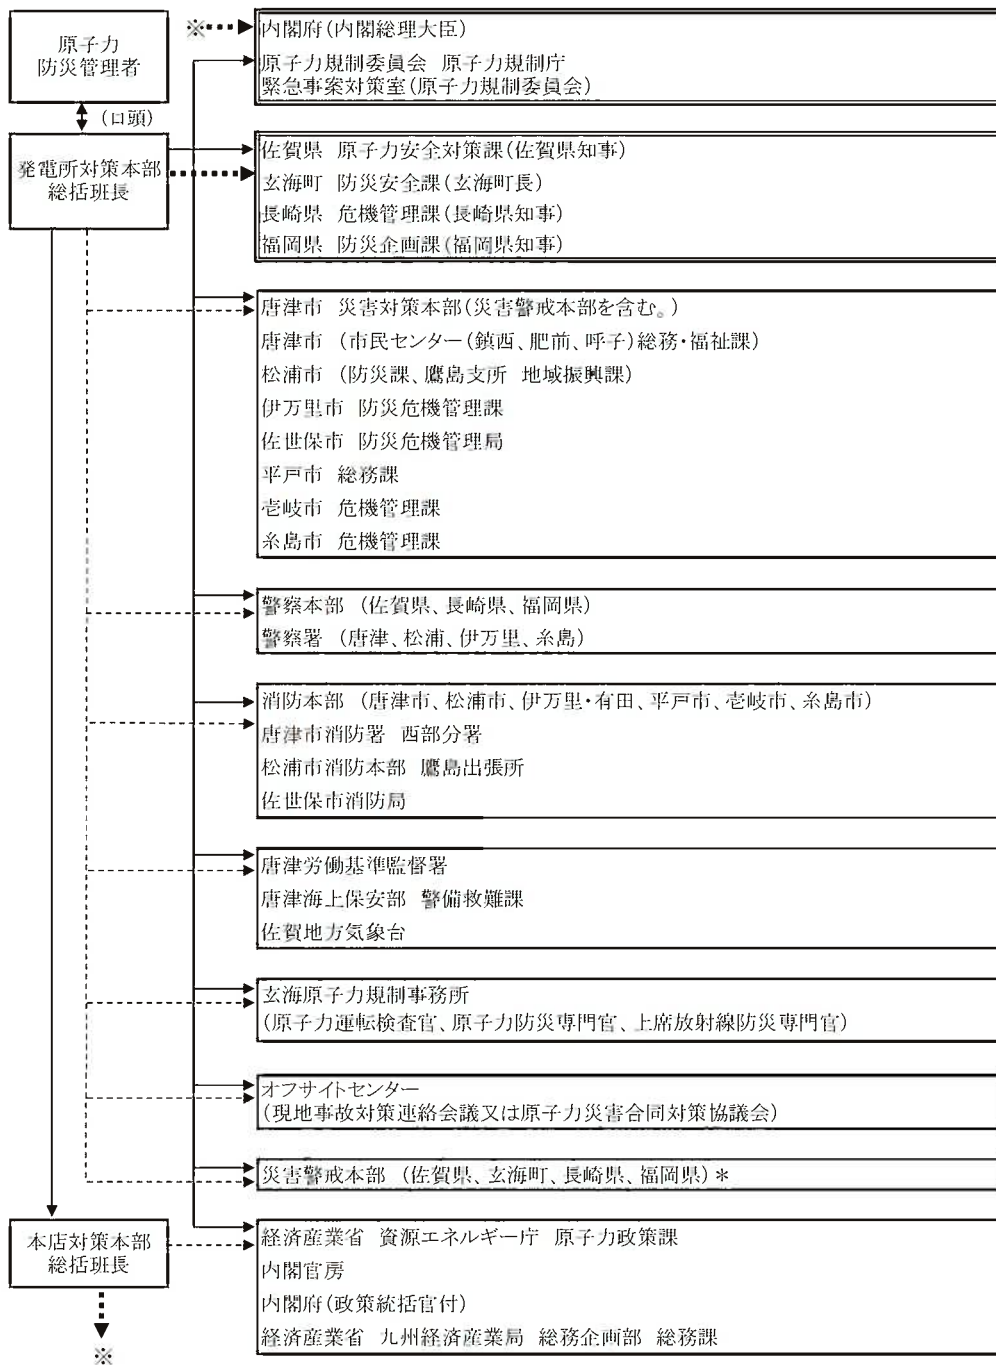 原子力
防災管理者
(口頭)
発電所対策本部
総括班長
本店対策本部
総括班長
※
※
内閣府(内閣総理大臣)
原子力規制委員会 原子力規制庁
緊急事案対策室(原子力規制委員会)
佐賀県 原子力安全対策課(佐賀県知事)
玄海町 防災安全課(玄海町長)
長崎県 危機管理課(長崎県知事)
福岡県 防災企画課(福岡県知事)
唐津市 災害対策本部(災害警戒本部を含む。)
唐津市 (市民センター(鎮西、肥前、呼子)総務・福祉課)
松浦市 (防災課、鷹島支所 地域振興課)
伊万里市 防災危機管理課
佐世保市 防災危機管理局
平戸市 総務課
壱岐市 危機管理課
糸島市 危機管理課
警察本部 (佐賀県、長崎県、福岡県)
警察署 (唐津、松浦、伊万里、糸島)
消防本部 (唐津市、松浦市、伊万里・有田、平戸市、壱岐市、糸島市)
唐津市消防署 西部分署
松浦市消防本部 鷹島出張所
佐世保市消防局
唐津労働基準監督署
唐津海上保安部 警備救難課
佐賀地方気象台
玄海原子力規制事務所
(原子力運転検査官、原子力防災専門官、上席放射線防災専門官)
オフサイトセンター
(現地事故対策連絡会議又は原子力災害合同対策協議会)
災害警戒本部 (佐賀県、玄海町、長崎県、福岡県)*
経済産業省 資源エネルギー庁 原子力政策課
内閣官房
内閣府(政策統括官付)
経済産業省 九州経済産業局 総務企画部 総務課